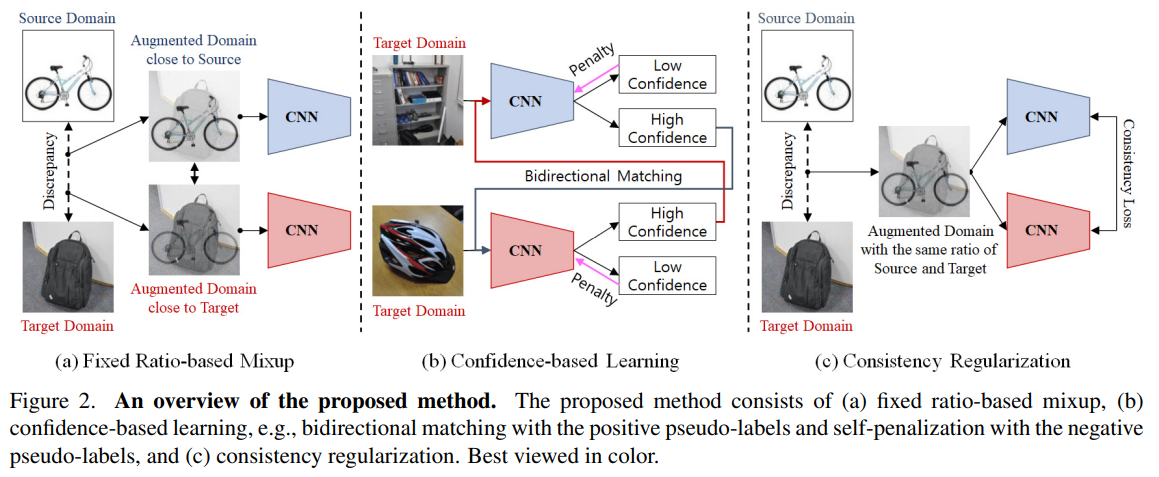 Source Domain
Augmented Domain
close to Source
CNN
Discrepancy
CNN
Augmented Domain
close to Target
Target Domain
(a) Fixed Ratio-based Mixup
Target Domain
CNN
Penalty
Low
Confidence
High
Confidence
Bidirectional Matching
CNN
High
Confidence
Low
Confidence
Penalty
Target Domain
(b) Confidence-based Learning
Source Domain
CNN
Discrepancy
Consistency Loss
Augmented Domain
with the same ratio of
Source and Target
CNN
Target Domain
(c) Consistency Regularization
Figure 2. An overview of the proposed method. The proposed method consists of (a) fixed ratio-based mixup, (b)
confidence-based learning, e.g., bidirectional matching with the positive pseudo-labels and self-penalization with the negative
pseudo-labels, and (c) consistency regularization. Best viewed in color.